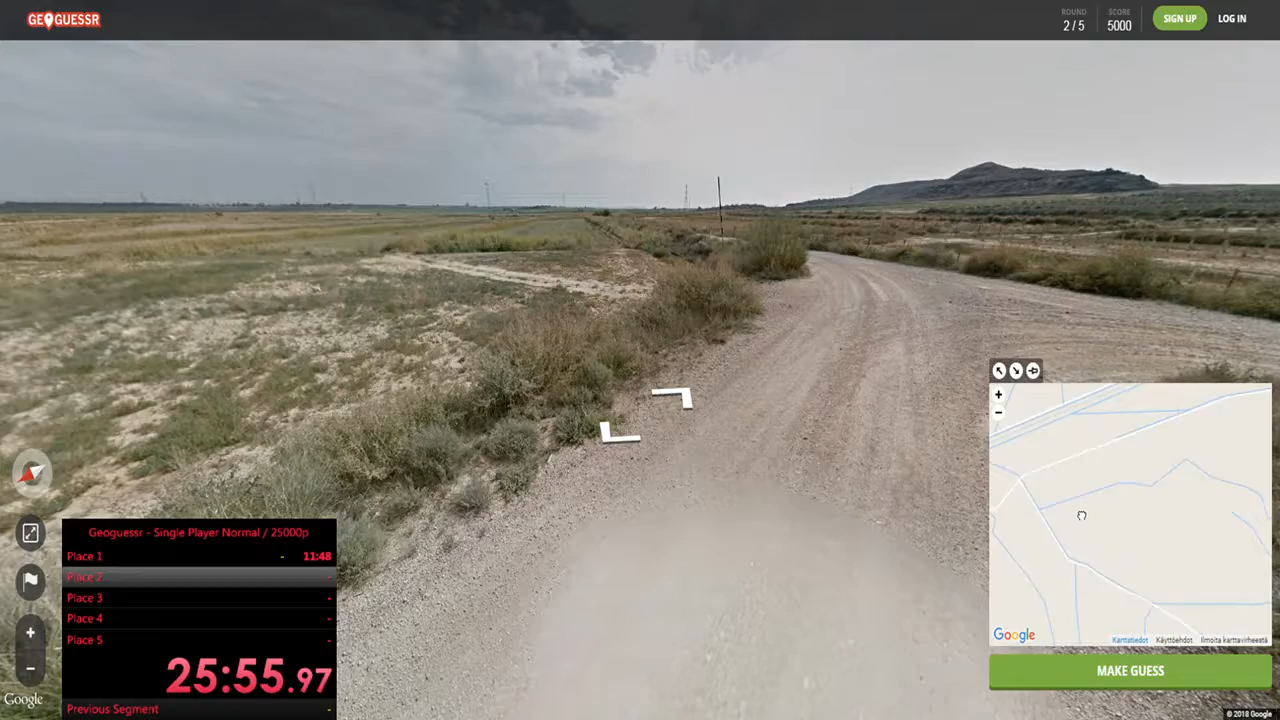 GEOGUESSR
ROUND
2 / 5
SCORE
5000
SIGN UP
LOG IN
Geoguessr - Single Player Normal / 25000p
Place 1 - 11:48
Place 2 -
Place 3 -
Place 4 -
Place 5 -
25:55.97
Previous Segment -
Google
+
−
Google
Karttatiedot Käyttöehdot Ilmoita karttavirheestä
MAKE GUESS
© 2018 Google
+
−